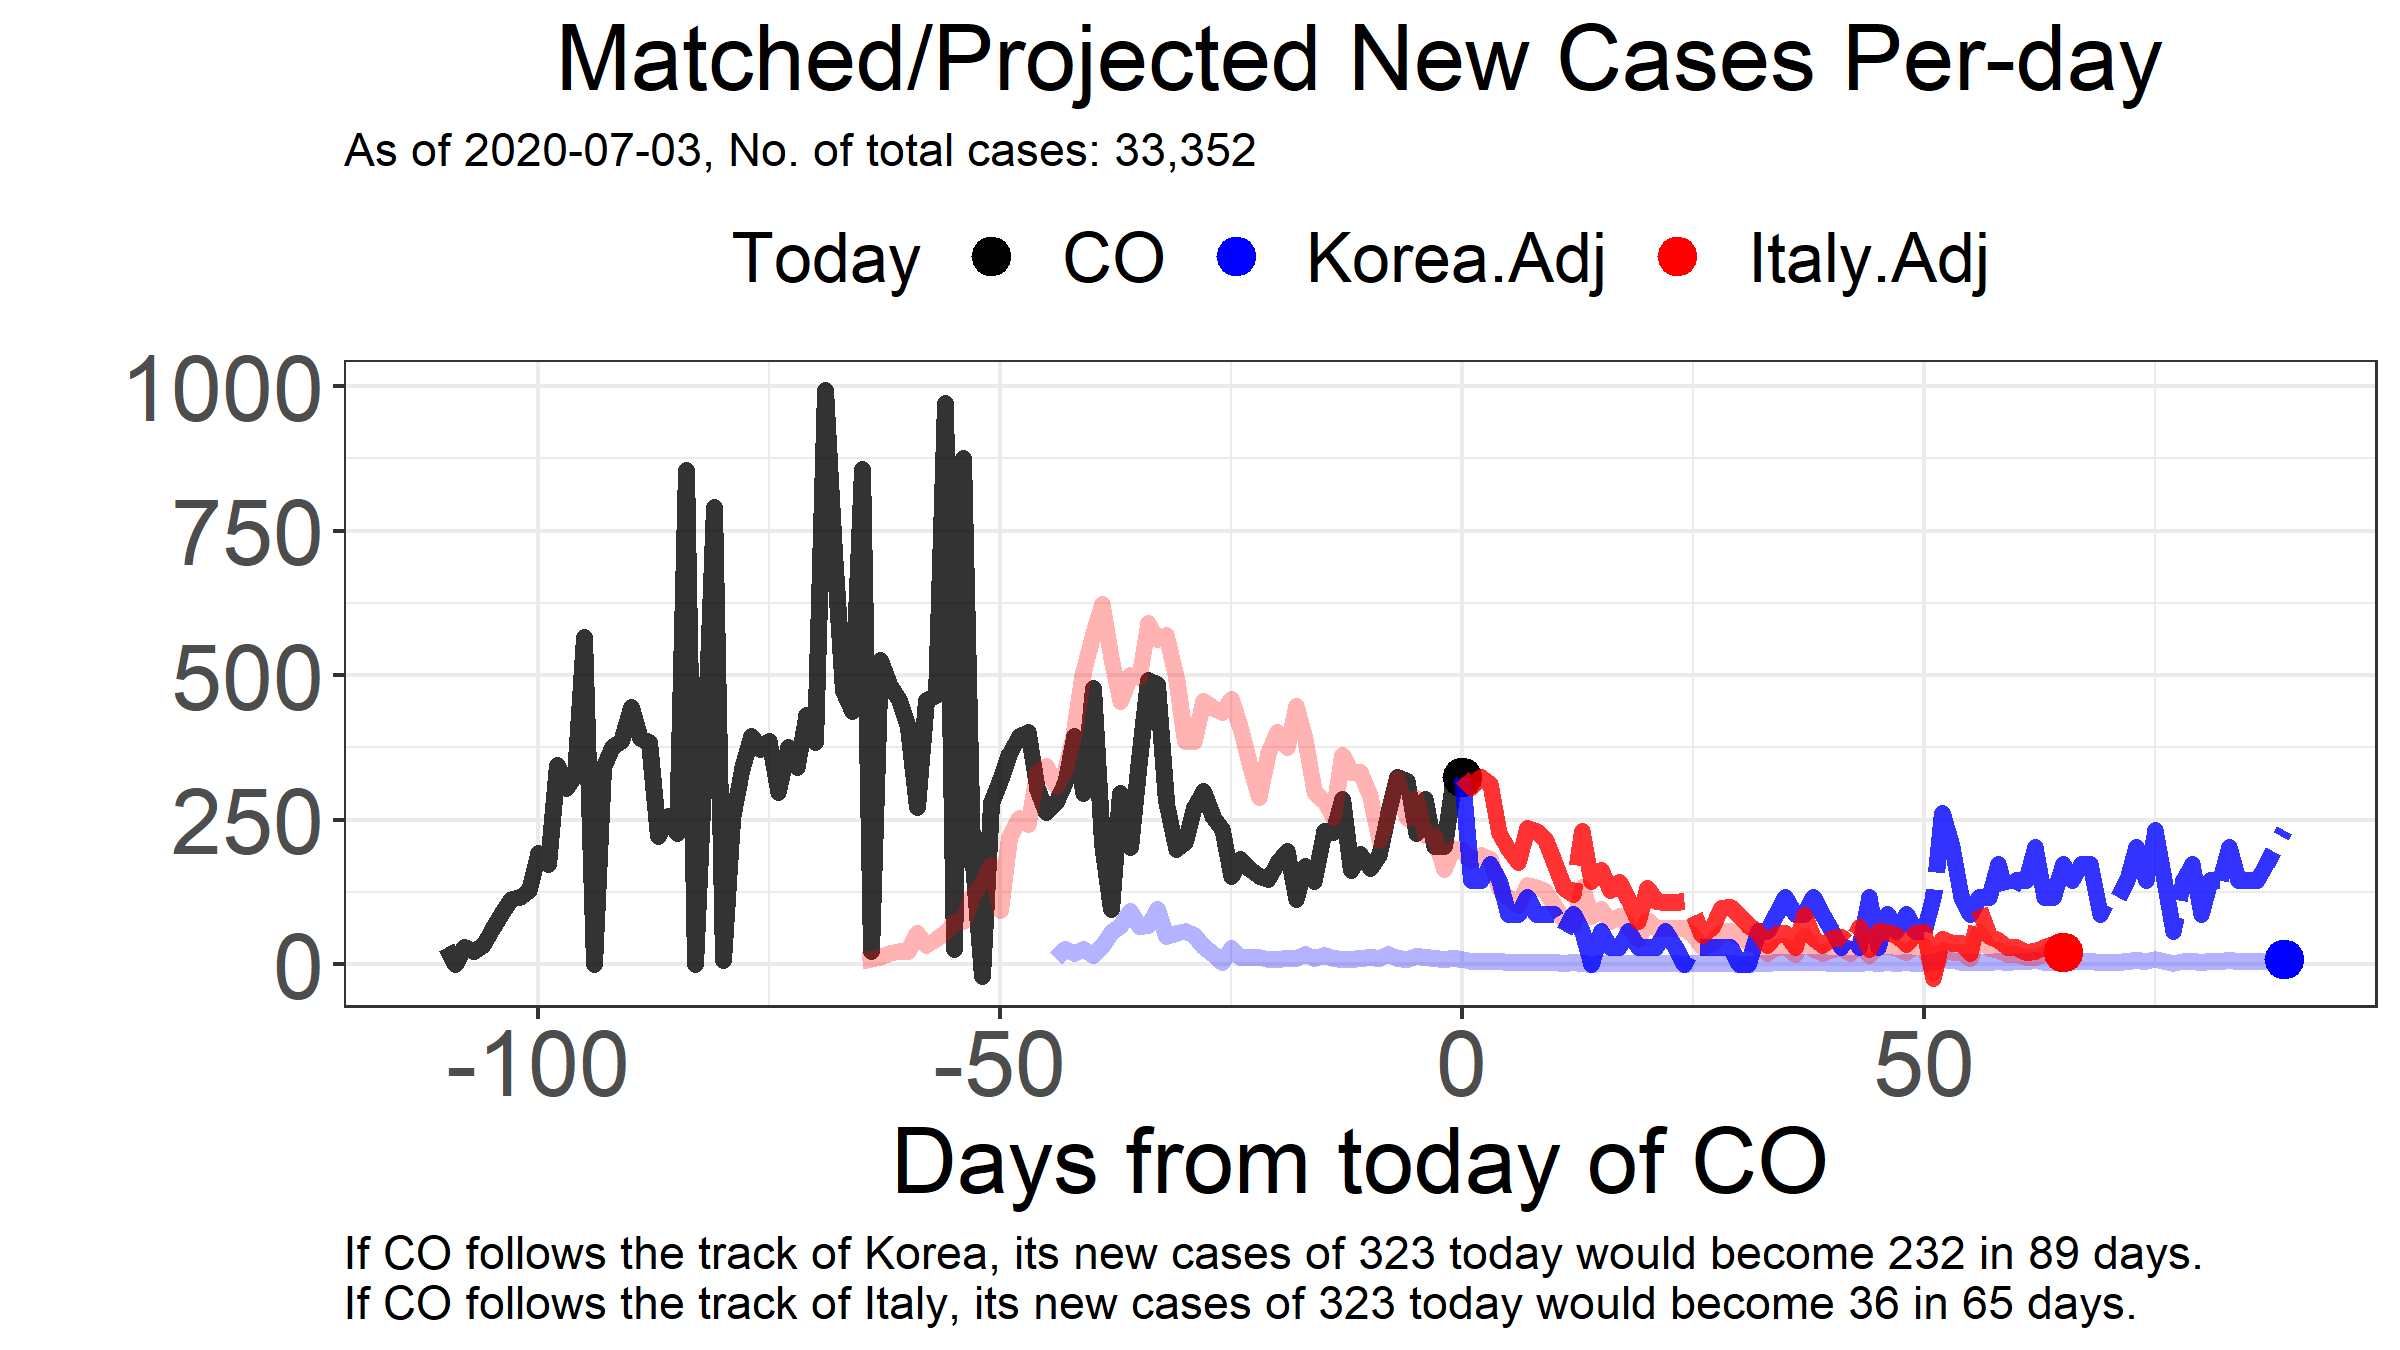 Matched/Projected New Cases Per-day
As of 2020-07-03, No. of total cases: 33,352
Today CO Korea.Adj Italy.Adj
1000
750
500
250
0
-100 -50 0 50
Days from today of CO
If CO follows the track of Korea, its new cases of 323 today would become 232 in 89 days.
If CO follows the track of Italy, its new cases of 323 today would become 36 in 65 days.